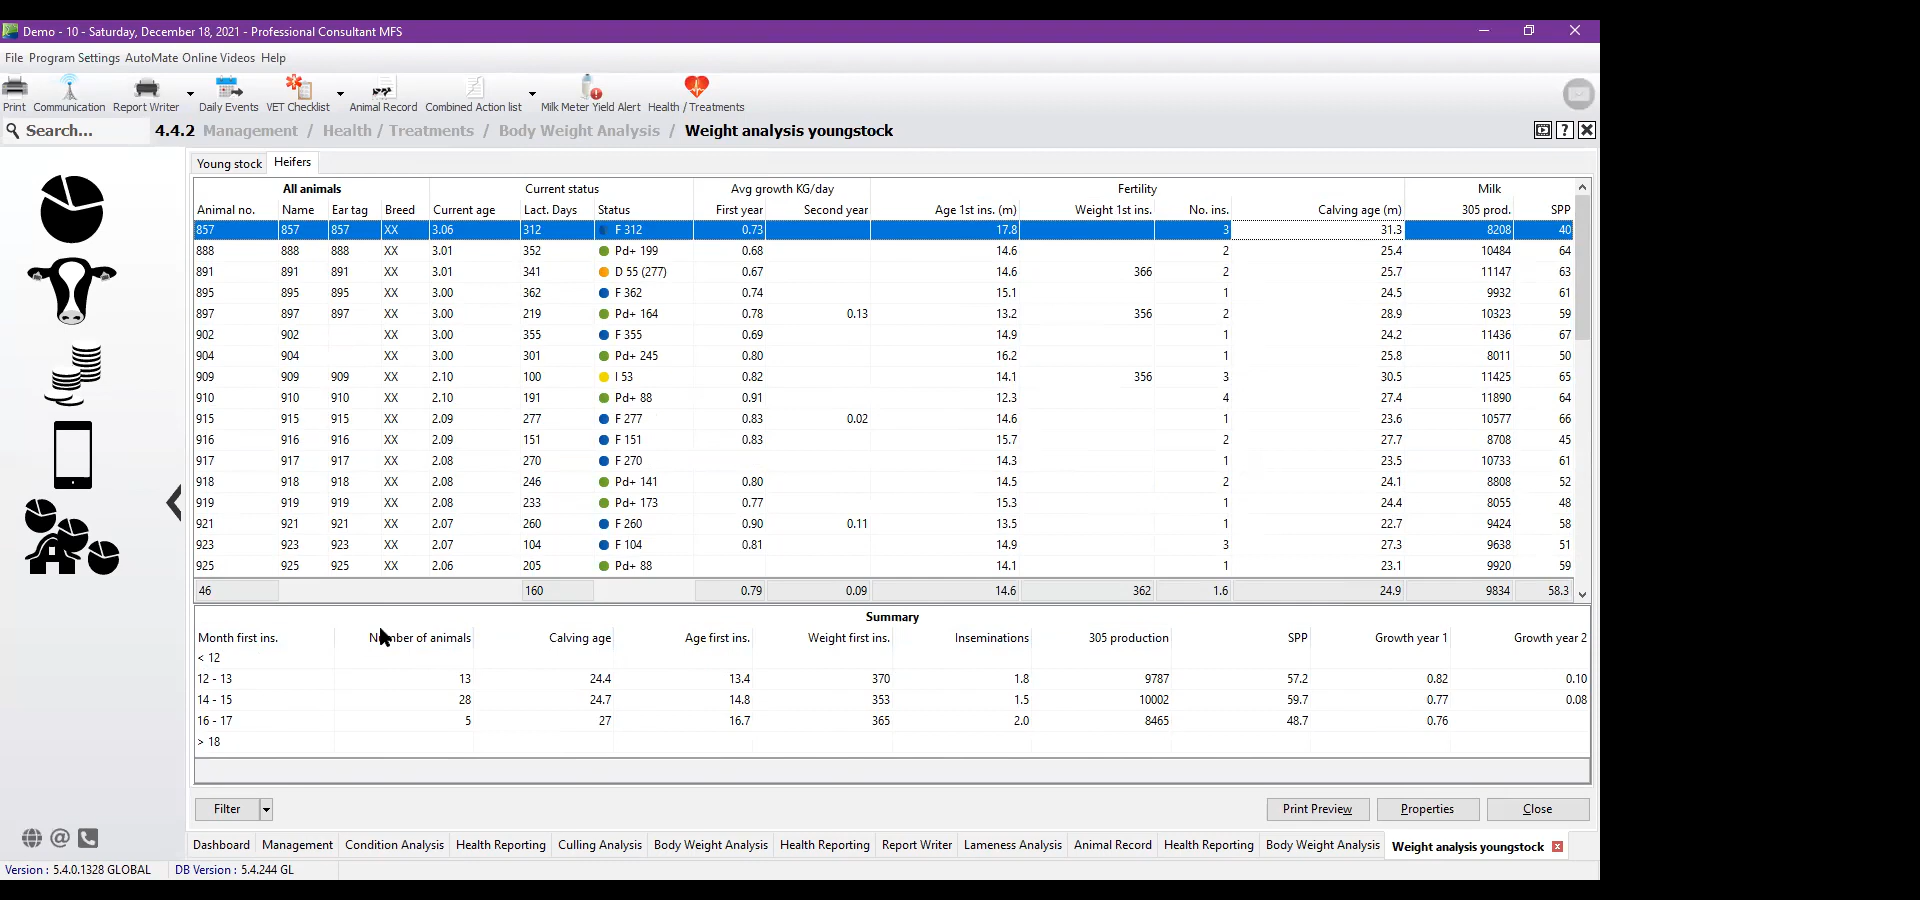 Demo - 10 - Saturday, December 18, 2021 - Professional Consultant MFS
File Program Settings AutoMate Online Videos Help
Print Communication Report Writer Daily Events VET Checklist Animal Record Combined Action list Milk Meter Yield Alert Health / Treatments
Search... 4.4.2 Management / Health / Treatments / Body Weight Analysis / Weight analysis youngstock
Young stock Heifers
All animals Current status Avg growth KG/day Fertility Milk
Animal no. Name Ear tag Breed Current age Lact. Days Status First year Second year Age 1st ins. (m) Weight 1st ins. No. ins. Calving age (m) 305 prod. SPP
857 857 857 XX 3.06 312 F 312 0.73 17.8 3 31.3 8208 40
888 888 888 XX 3.01 352 Pd+ 199 0.68 14.6 2 25.4 10484 64
891 891 891 XX 3.01 341 D 55 (277) 0.67 14.6 366 2 25.7 11147 63
895 895 895 XX 3.00 362 F 362 0.74 15.1 1 24.5 9932 61
897 897 897 XX 3.00 219 Pd+ 164 0.78 0.13 13.2 356 2 28.9 10323 59
902 902 XX 3.00 355 F 355 0.69 14.9 1 24.2 11436 67
904 904 XX 3.00 301 Pd+ 245 0.80 16.2 1 25.8 8011 50
909 909 909 XX 2.10 100 I 53 0.82 14.1 356 3 30.5 11425 65
910 910 910 XX 2.10 191 Pd+ 88 0.91 12.3 4 27.4 11890 64
915 915 915 XX 2.09 277 F 277 0.83 0.02 14.6 1 23.6 10577 66
916 916 916 XX 2.09 151 F 151 0.83 15.7 2 27.7 8708 45
917 917 917 XX 2.08 270 F 270 14.3 1 23.5 10733 61
918 918 918 XX 2.08 246 Pd+ 141 0.80 14.5 2 24.1 8808 52
919 919 919 XX 2.08 233 Pd+ 173 0.77 15.3 1 24.4 8055 48
921 921 921 XX 2.07 260 F 260 0.90 0.11 13.5 1 22.7 9424 58
923 923 923 XX 2.07 104 F 104 0.81 14.9 3 27.3 9638 51
925 925 925 XX 2.06 205 Pd+ 88 14.1 1 23.1 9920 59
46 160 0.79 0.09 14.6 362 1.6 24.9 9834 58.3
Summary
Month first ins. Number of animals Calving age Age first ins. Weight first ins. Inseminations 305 production SPP Growth year 1 Growth year 2
< 12
12 - 13 13 24.4 13.4 370 1.8 9787 57.2 0.82 0.10
14 - 15 28 24.7 14.8 353 1.5 10002 59.7 0.77 0.08
16 - 17 5 27 16.7 365 2.0 8465 48.7 0.76
> 18
Filter Print Preview Properties Close
Dashboard Management Condition Analysis Health Reporting Culling Analysis Body Weight Analysis Health Reporting Report Writer Lameness Analysis Animal Record Health Reporting Body Weight Analysis Weight analysis youngstock
Version : 5.4.0.1328 GLOBAL DB Version : 5.4.244 GL